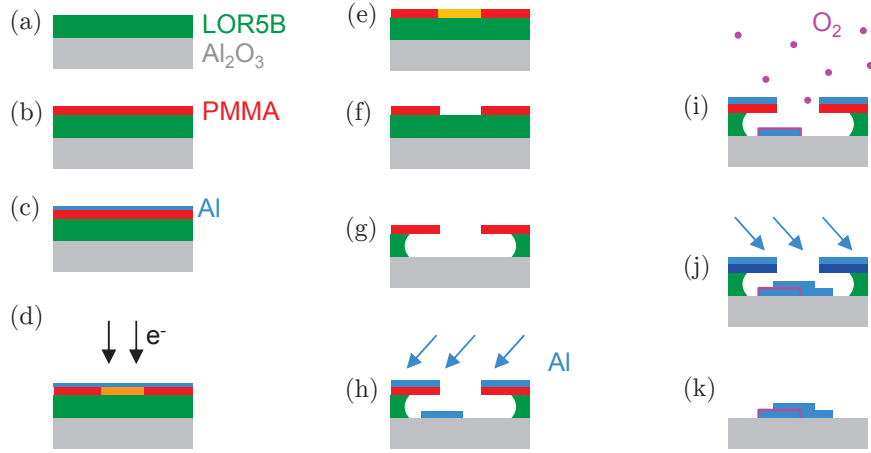 (a)
LOR5B
Al₂O₃
(b)
PMMA
(c)
Al
(d)
e⁻
(e)
(f)
(g)
(h)
Al
O₂
(i)
(j)
(k)